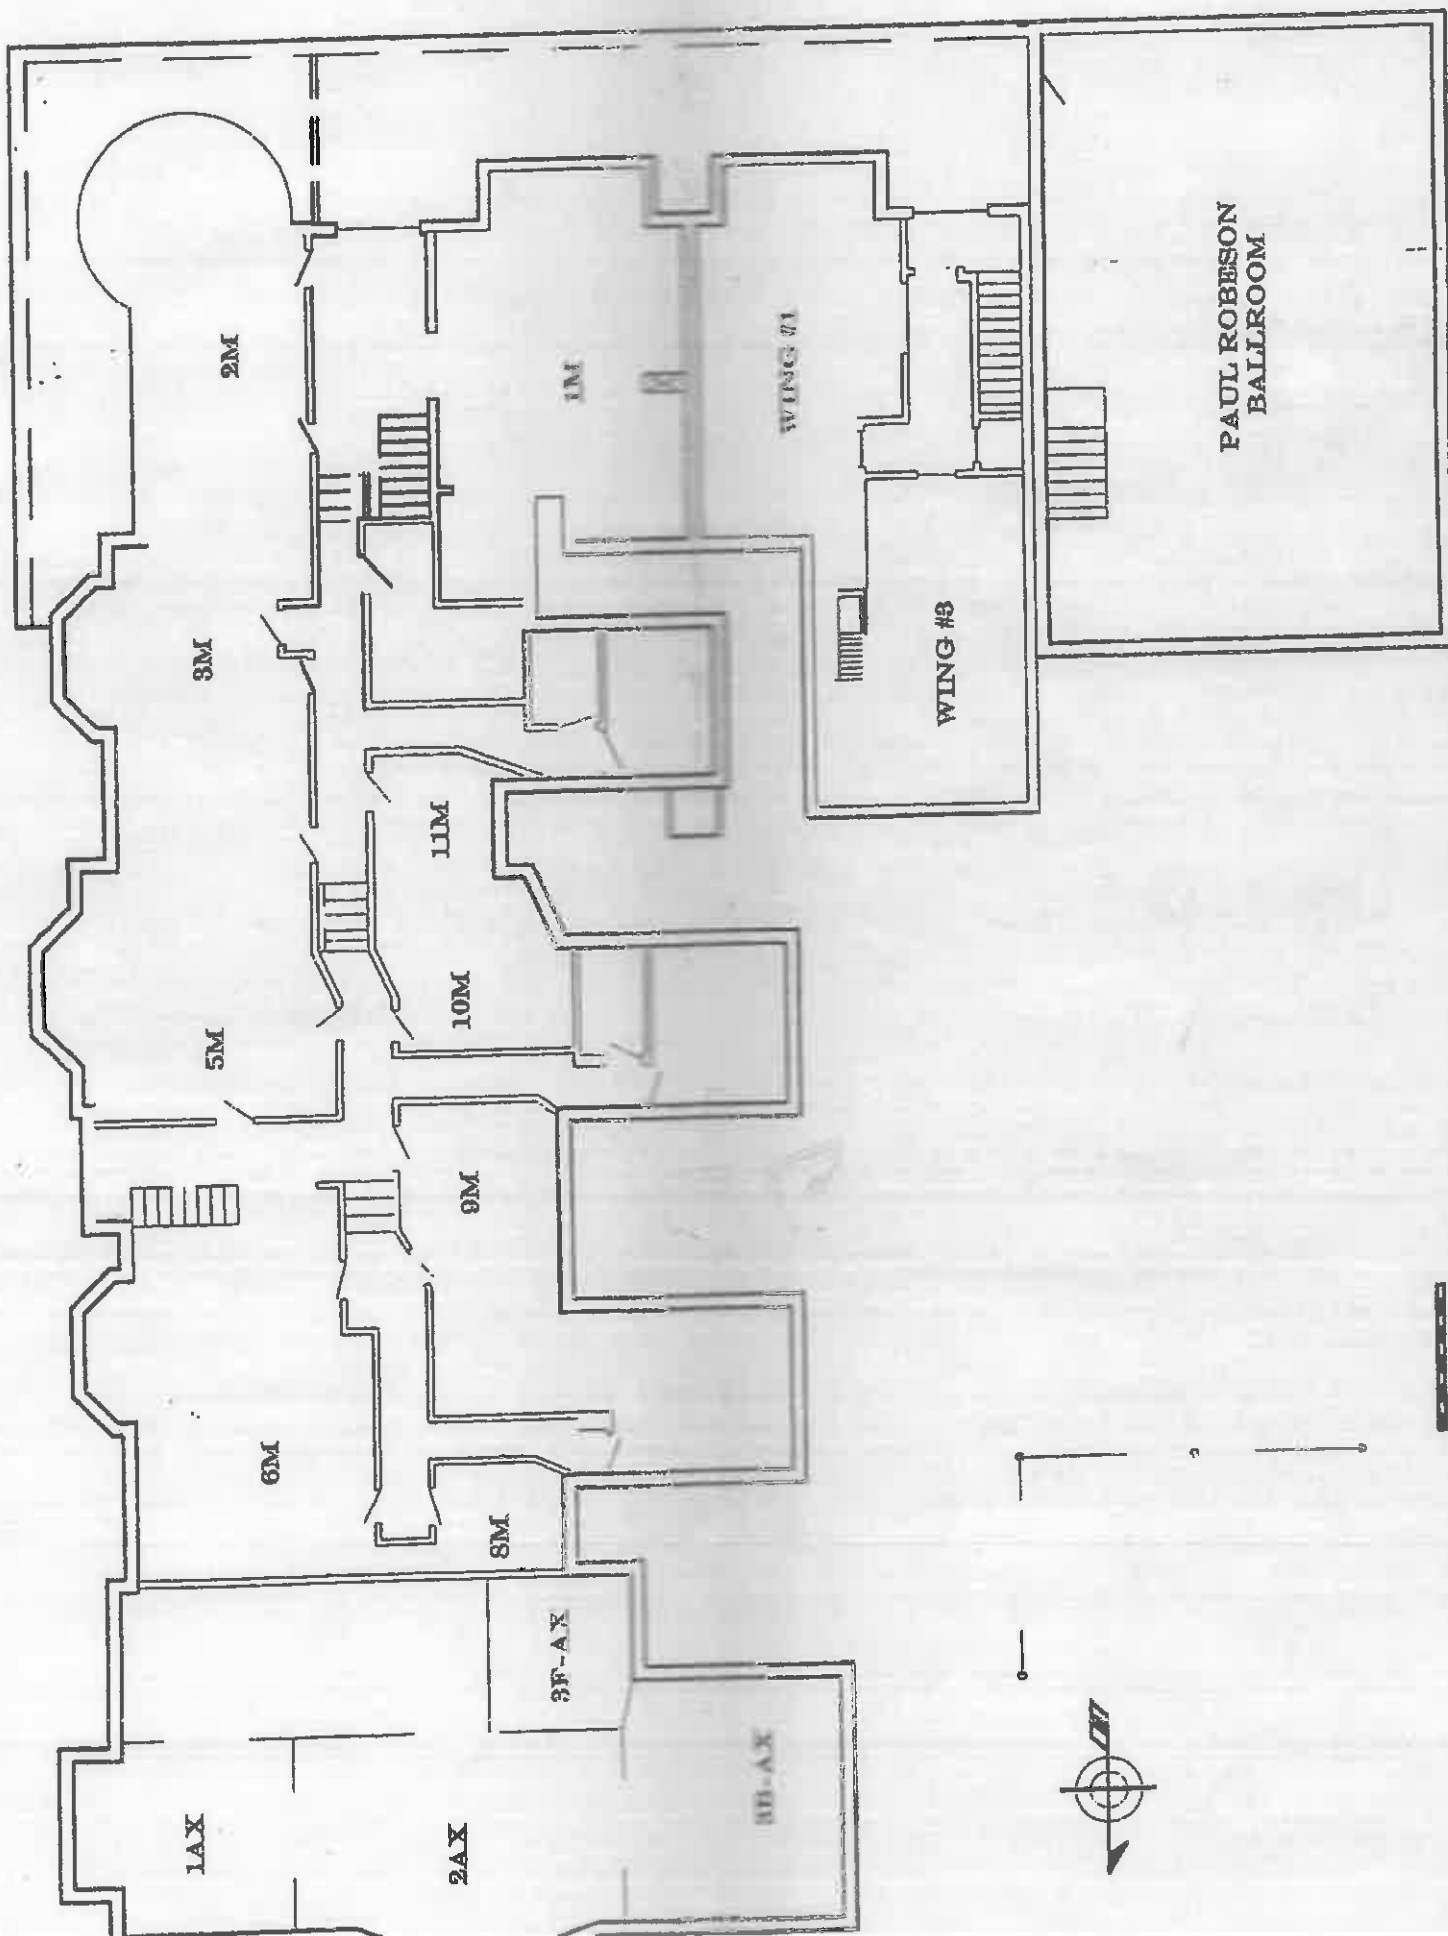 PAUL ROBESON
BALLROOM
2M
1M
WING #1
3M
WING #3
11M
5M
10M
9M
6M
8M
3F-AX
1AX
2AX
3B-AX